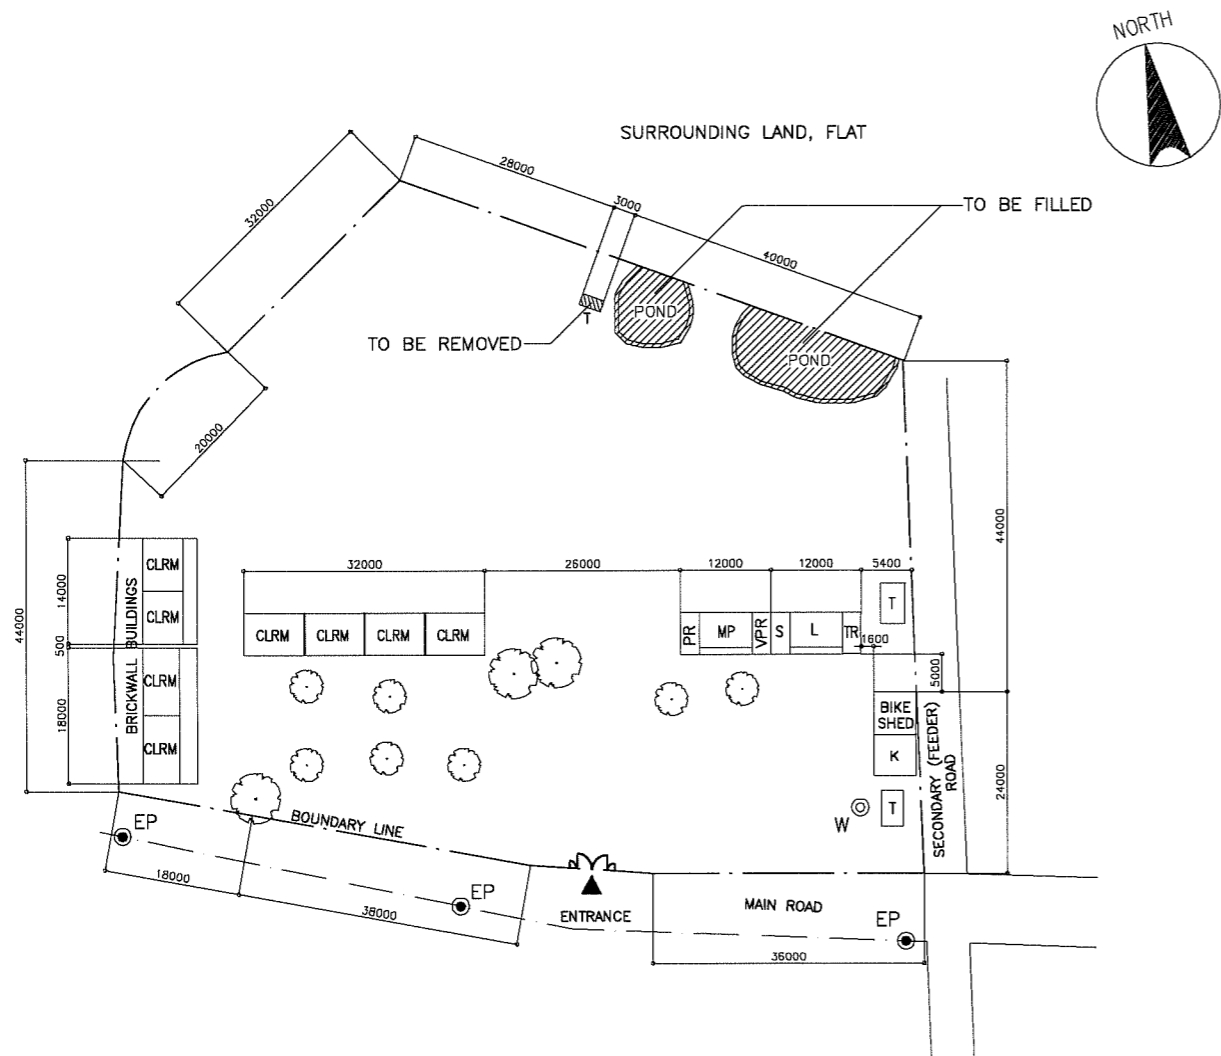 NORTH
SURROUNDING LAND, FLAT
28000
3000
32000
TO BE FILLED
40000
POND
T
TO BE REMOVED
POND
20000
44000
44000
14000
500
18000
BRICKWALL BUILDINGS
CLRM
CLRM
CLRM
CLRM
32000
26000
12000
12000
5400
CLRM
CLRM
CLRM
CLRM
PR
MP
VPR
S
L
TR
T
1600
5000
BIKE
SHED
K
T
W
SECONDARY (FEEDER)
ROAD
24000
BOUNDARY LINE
EP
18000
EP
38000
ENTRANCE
MAIN ROAD
EP
36000